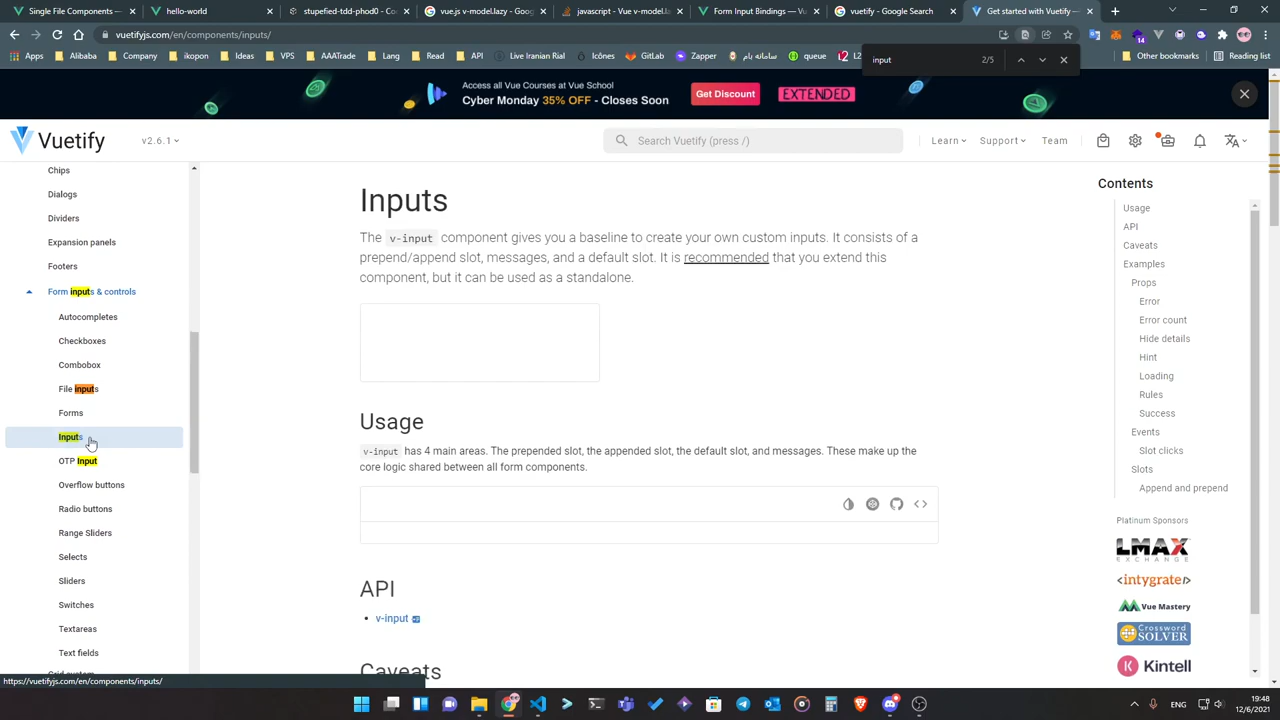 Single File Components
hello-world
stupefied-tdd-phd0 - Co
vue.js v-model.lazy - Goog
javascript - Vue v-model.la
Form Input Bindings — Vu
vuetify - Google Search
Inputs — Vuetify
vuetifyjs.com/en/components/inputs/
Apps
Alibaba
Company
ikopon
Ideas
VPS
AAATrade
Lang
Read
API
Live Iranian Rial
Icônes
GitLab
Zapper
سامانه پیام
queue
Other bookmarks
Reading list
input
2/5
Access all Vue Courses at Vue School
Cyber Monday 35% OFF - Closes Soon
Get Discount
EXTENDED
Vuetify
v2.6.1
Search Vuetify (press /)
Learn
Support
Team
Chips
Dialogs
Dividers
Expansion panels
Footers
Form inputs & controls
Autocompletes
Checkboxes
Combobox
File inputs
Forms
Inputs
OTP Input
Overflow buttons
Radio buttons
Range Sliders
Selects
Sliders
Switches
Textareas
Text fields
Grid system
https://vuetifyjs.com/en/components/inputs/
Inputs
The v-input component gives you a baseline to create your own custom inputs. It consists of a
prepend/append slot, messages, and a default slot. It is recommended that you extend this
component, but it can be used as a standalone.
Usage
v-input has 4 main areas. The prepended slot, the appended slot, the default slot, and messages. These make up the
core logic shared between all form components.
API
v-input
Caveats
Contents
Usage
API
Caveats
Examples
Props
Error
Error count
Hide details
Hint
Loading
Rules
Success
Events
Slot clicks
Slots
Append and prepend
Platinum Sponsors
LMAX
EXCHANGE
<intygrate/>
Vue Mastery
Crossword
SOLVER
Kintell
14
ENG
19:48
12/6/2021